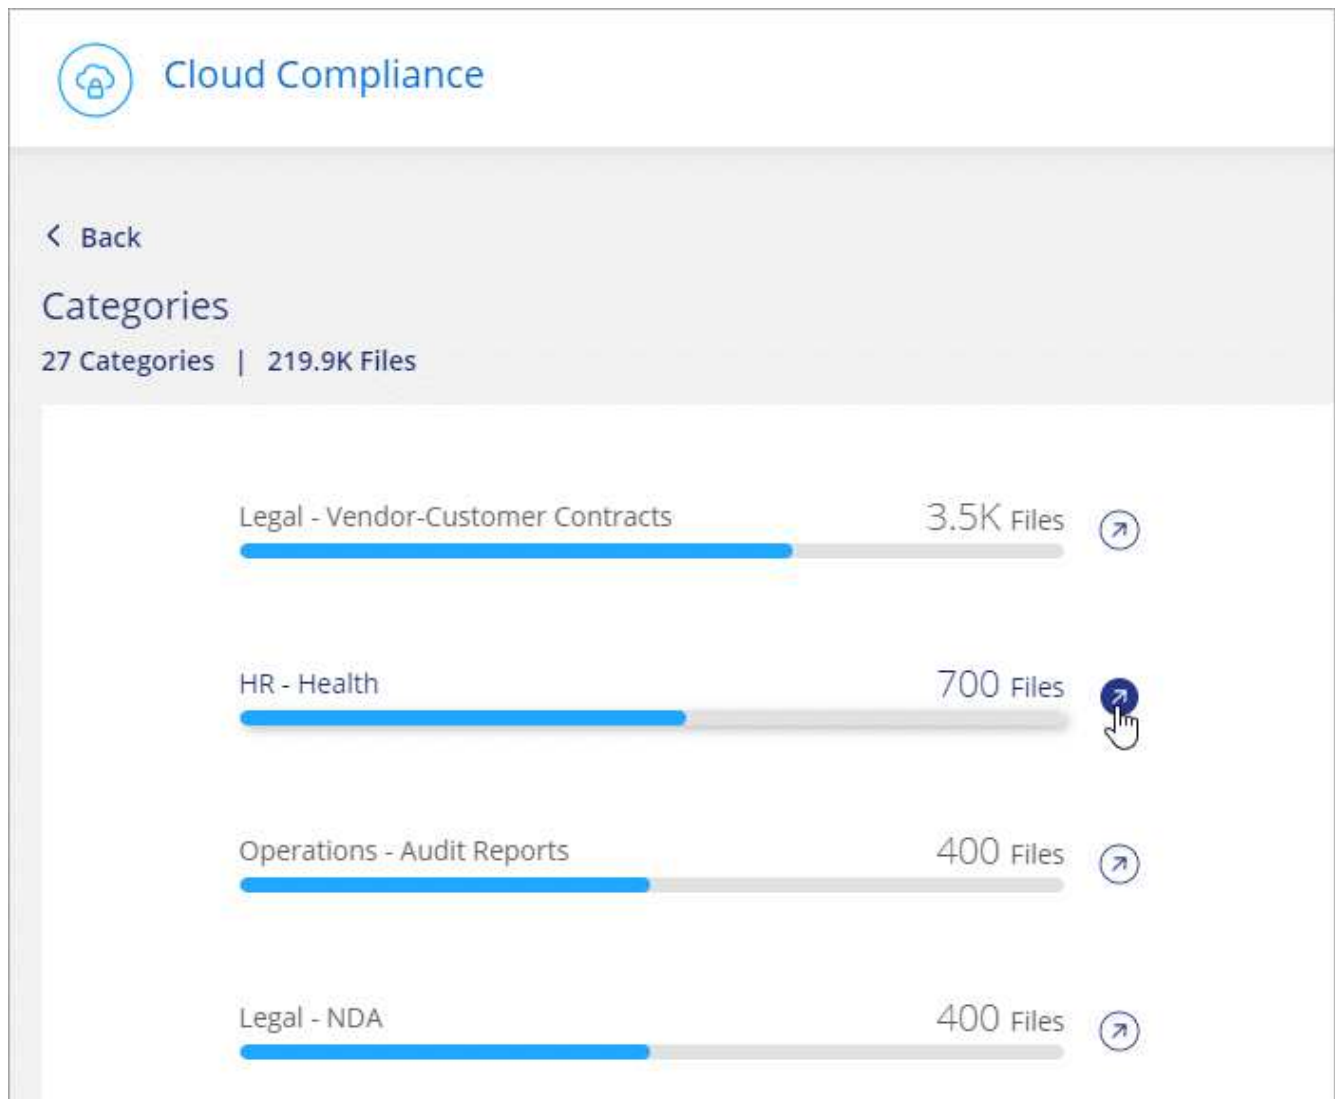 Cloud Compliance
Back
Categories
27 Categories | 219.9K Files
Legal - Vendor-Customer Contracts 3.5K Files
HR - Health 700 Files
Operations - Audit Reports 400 Files
Legal - NDA 400 Files